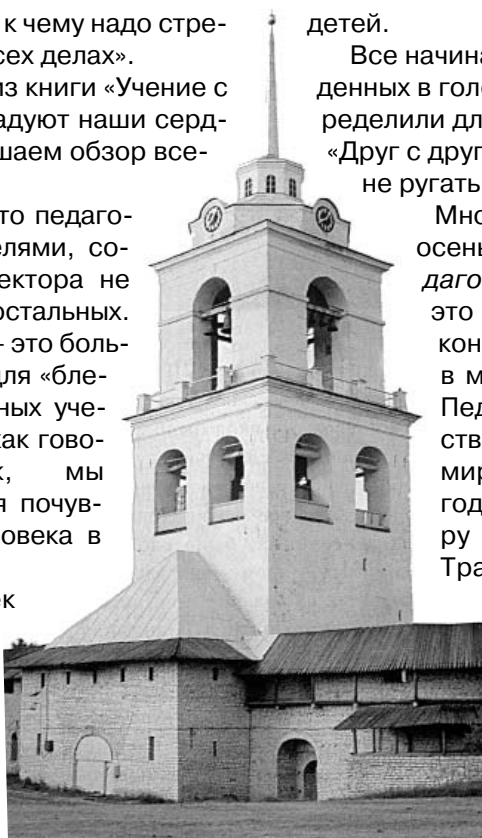 к чему надо стре-
сех делах».
из книги «Учение с
адуют наши серд-
шаем обзор все-
то педаго-
елями, со-
ектора не
остальных.
– это боль-
для «бле-
ных уче-
как гово-
к, мы
я почув-
овека в
ек
детей.
Все начина
денных в голо
ределили для
«Друг с друг
не ругать
Мно
осень
даго
это
кон
в м
Пед
ств
мир
год
ру
Тра